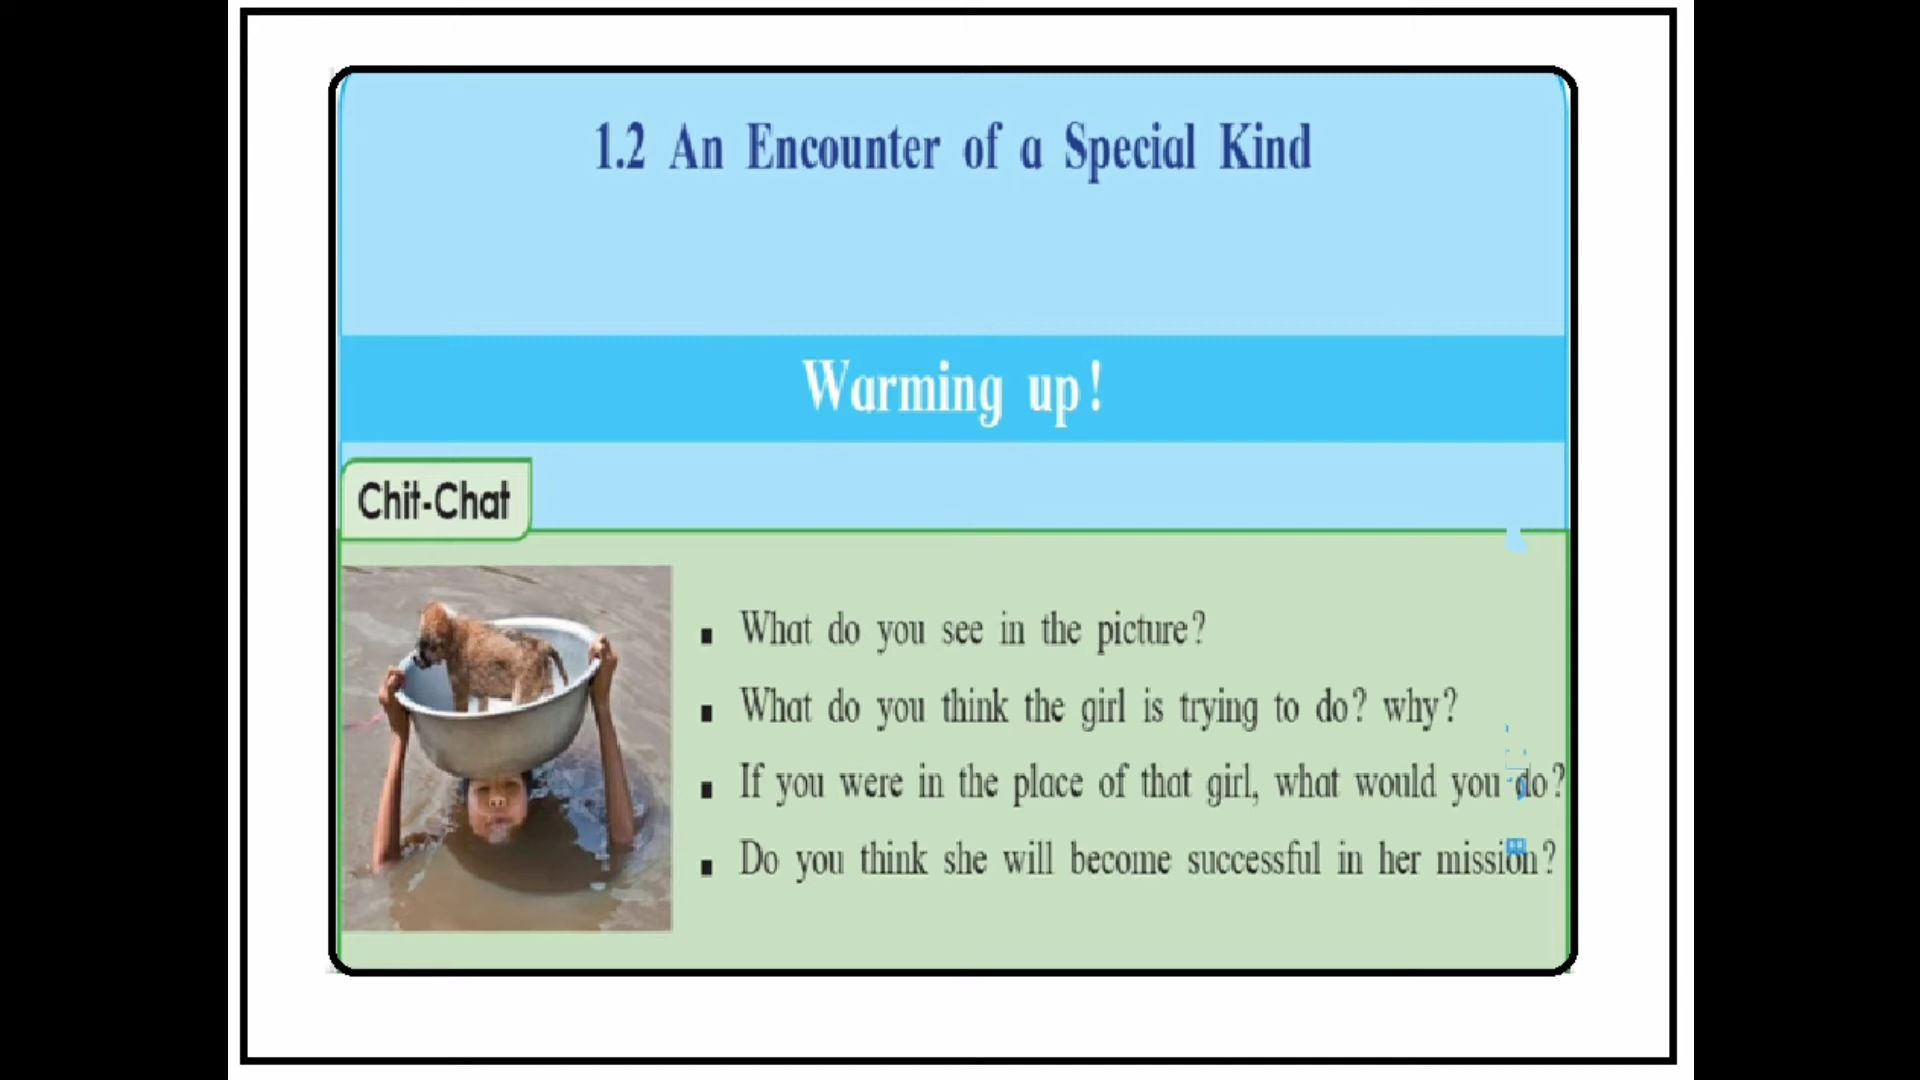 1.2 An Encounter of a Special Kind
Warming up!
Chit-Chat
▪ What do you see in the picture?
▪ What do you think the girl is trying to do? why?
▪ If you were in the place of that girl, what would you do?
▪ Do you think she will become successful in her mission?